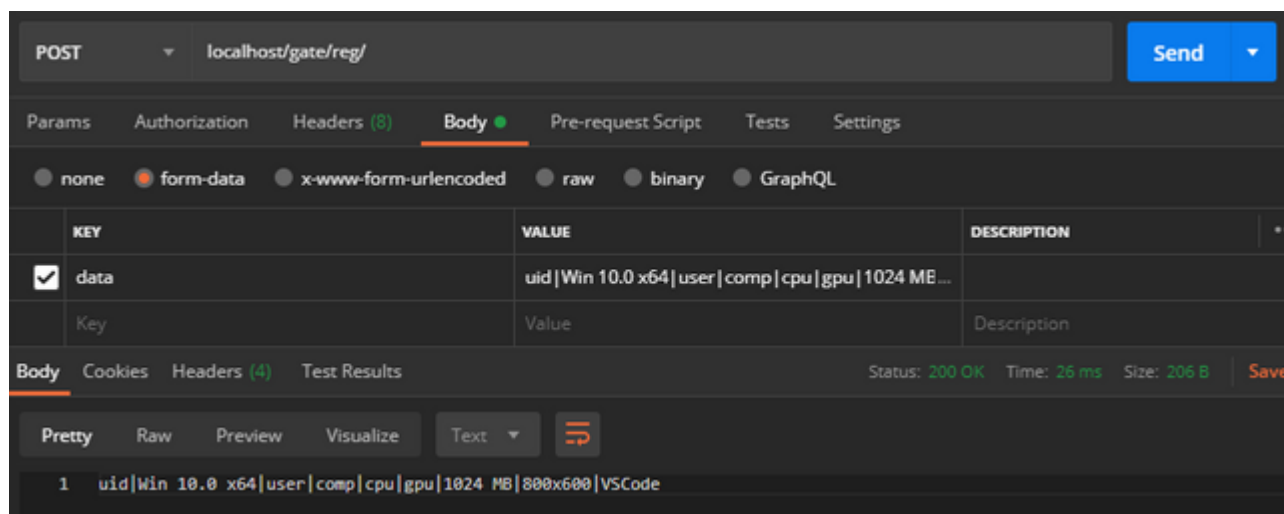 POST localhost/gate/reg/ Send
Params Authorization Headers (8) Body Pre-request Script Tests Settings
none form-data x-www-form-urlencoded raw binary GraphQL
KEY VALUE DESCRIPTION
data uid|Win 10.0 x64|user|comp|cpu|gpu|1024 MB...
Key Value Description
Body Cookies Headers (4) Test Results Status: 200 OK Time: 26 ms Size: 206 B Save
Pretty Raw Preview Visualize Text
1 uid|Win 10.0 x64|user|comp|cpu|gpu|1024 MB|800x600|VSCode